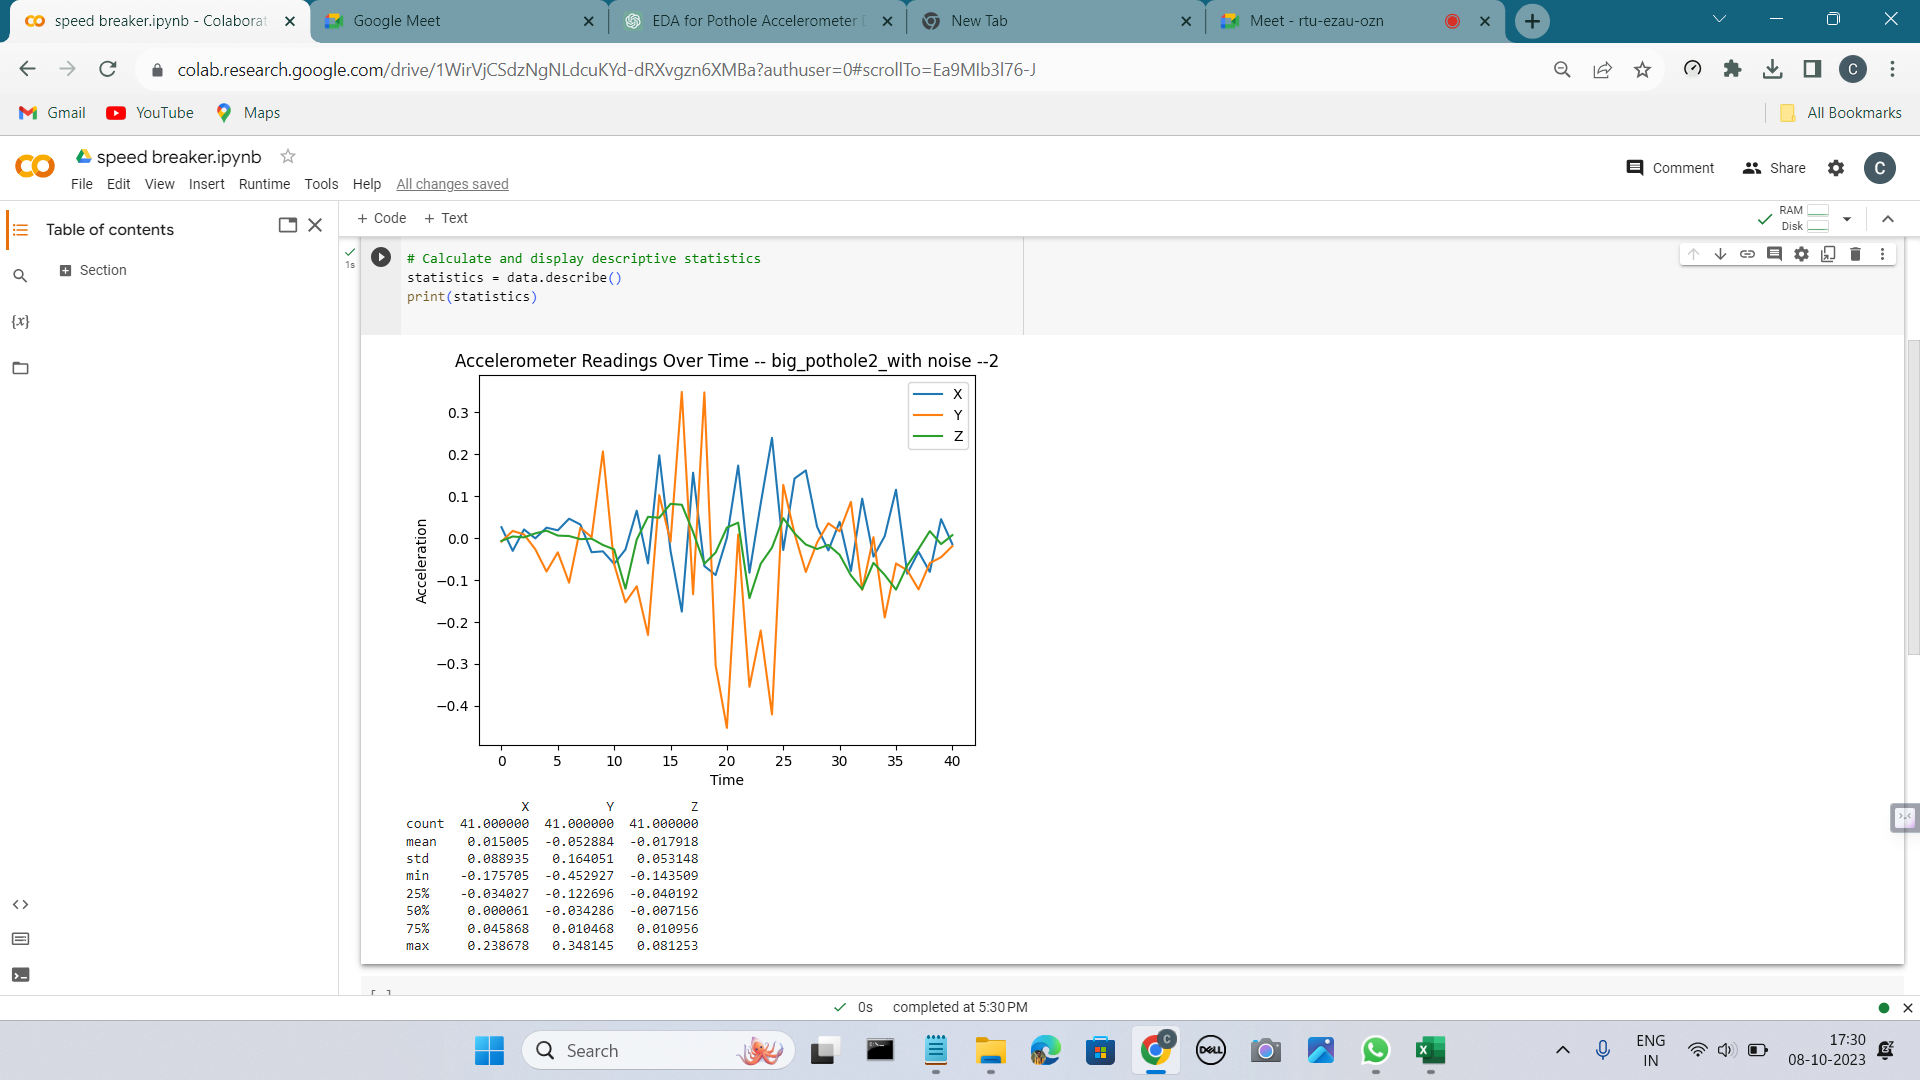 speed breaker.ipynb - Colaborat
Google Meet
EDA for Pothole Accelerometer D
New Tab
Meet - rtu-ezau-ozn
colab.research.google.com/drive/1WirVjCSdzNgNLdcuKYd-dRXvgzn6XMBa?authuser=0#scrollTo=Ea9MIb3l76-J
C
Gmail
YouTube
Maps
All Bookmarks
speed breaker.ipynb
File Edit View Insert Runtime Tools Help All changes saved
Comment
Share
C
Table of contents
Section
{x}
+ Code + Text
RAM
Disk
1s
# Calculate and display descriptive statistics
statistics = data.describe()
print(statistics)
Accelerometer Readings Over Time -- big_pothole2_with noise --2
X
Y
Z
0.3
0.2
0.1
0.0
−0.1
−0.2
−0.3
−0.4
Acceleration
0 5 10 15 20 25 30 35 40
Time
X Y Z
count 41.000000 41.000000 41.000000
mean 0.015005 -0.052884 -0.017918
std 0.088935 0.164051 0.053148
min -0.175705 -0.452927 -0.143509
25% -0.034027 -0.122696 -0.040192
50% 0.000061 -0.034286 -0.007156
75% 0.045868 0.010468 0.010956
max 0.238678 0.348145 0.081253
[ ]
0s completed at 5:30 PM
Search
C
DELL
ENG
IN
17:30
08-10-2023